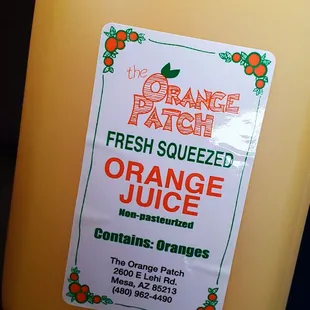 the
ORANGE
PATCH
FRESH SQUEEZED
ORANGE
JUICE
Non-pasteurized
Contains: Oranges
The Orange Patch
2600 E Lehi Rd.
Mesa, AZ 85213
(480) 962-4490